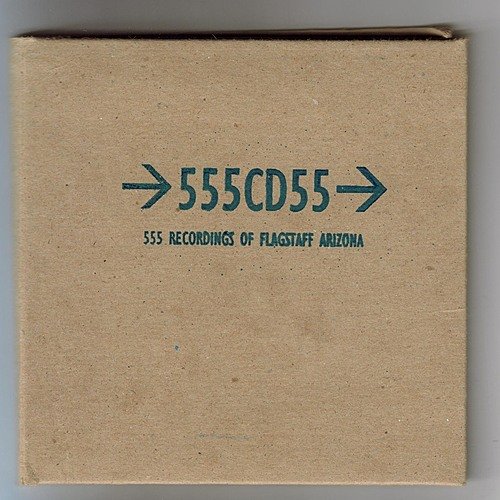 →555CD55→
555 RECORDINGS OF FLAGSTAFF ARIZONA